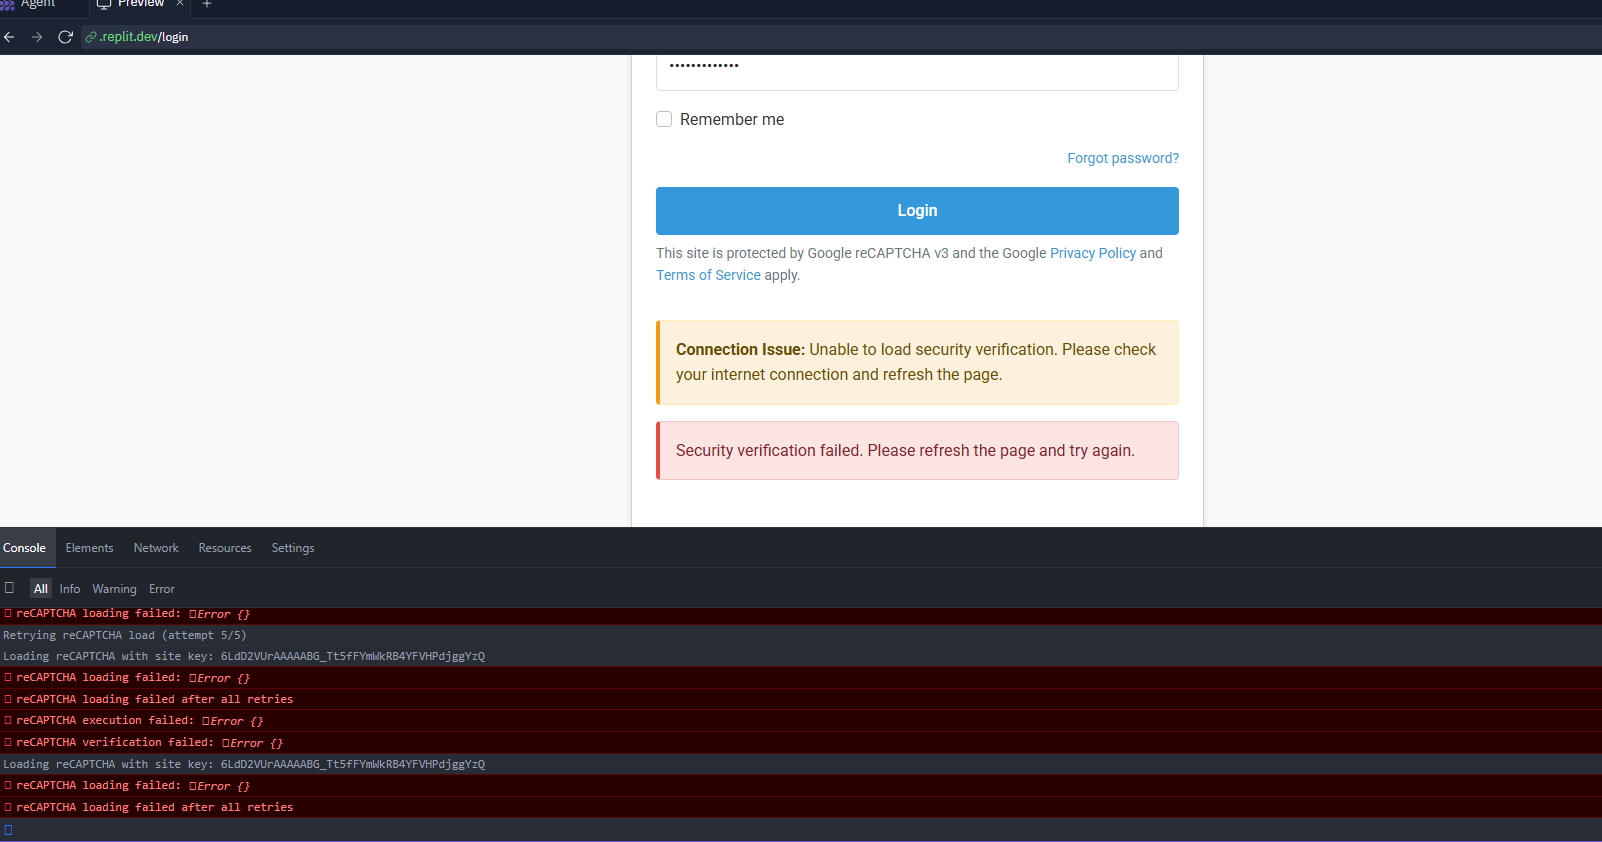 Agent
Preview × +
.replit.dev/login
•••••••••••••
Remember me
Forgot password?
Login
This site is protected by Google reCAPTCHA v3 and the Google Privacy Policy and
Terms of Service apply.
Connection Issue: Unable to load security verification. Please check
your internet connection and refresh the page.
Security verification failed. Please refresh the page and try again.
Console Elements Network Resources Settings
All Info Warning Error
reCAPTCHA loading failed: Error {}
Retrying reCAPTCHA load (attempt 5/5)
Loading reCAPTCHA with site key: 6LdD2VUrAAAAABG_Tt5fFYmWkRB4YFVHPdjggYzQ
reCAPTCHA loading failed: Error {}
reCAPTCHA loading failed after all retries
reCAPTCHA execution failed: Error {}
reCAPTCHA verification failed: Error {}
Loading reCAPTCHA with site key: 6LdD2VUrAAAAABG_Tt5fFYmWkRB4YFVHPdjggYzQ
reCAPTCHA loading failed: Error {}
reCAPTCHA loading failed after all retries